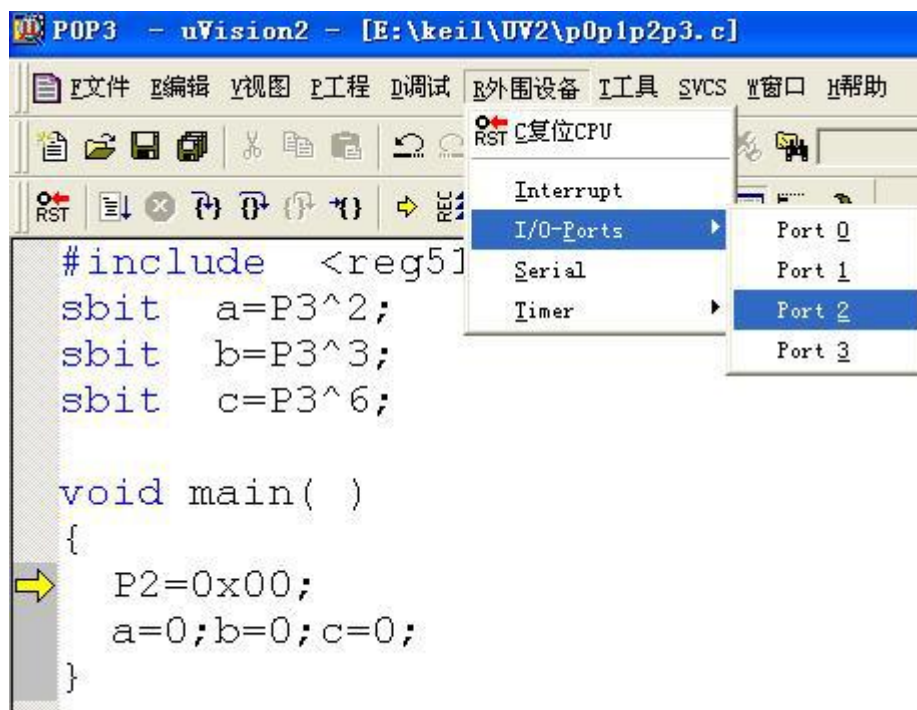 POP3 - uVision2 - [E:\keil\UV2\p0p1p2p3.c]
F文件 E编辑 V视图 P工程 D调试 R外围设备 T工具 SVCS W窗口 H帮助
RST C复位CPU
RST
REC
Interrupt
I/O-Ports
Serial
Timer
Port 0
Port 1
Port 2
Port 3
#include <reg51
sbit a=P3^2;
sbit b=P3^3;
sbit c=P3^6;
void main( )
{
P2=0x00;
a=0;b=0;c=0;
}